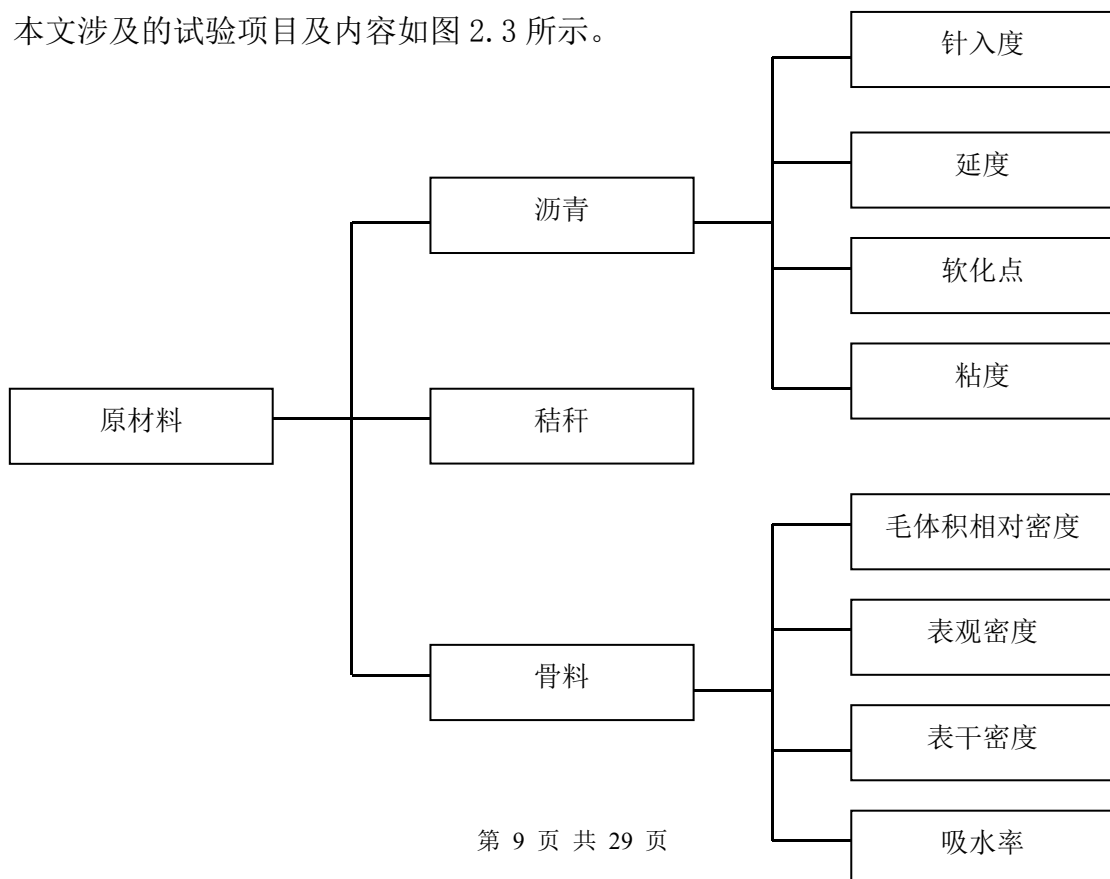 本文涉及的试验项目及内容如图 2.3 所示。
针入度
延度
沥青
软化点
粘度
原材料
秸秆
毛体积相对密度
表观密度
骨料
表干密度
吸水率
第 9 页 共 29 页